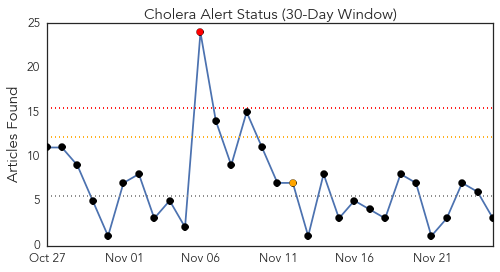 Cholera Alert Status (30-Day Window)
Articles Found
25
20
15
10
5
0
Oct 27 Nov 01 Nov 06 Nov 11 Nov 16 Nov 21